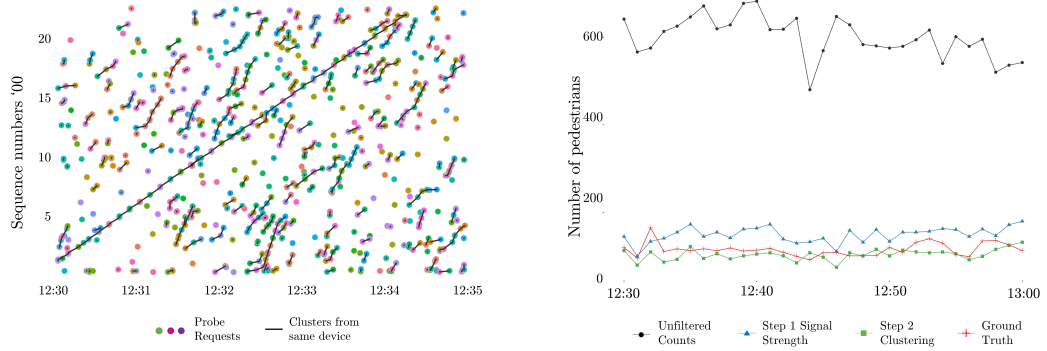 Sequence numbers '00
20
15
10
5
12:30 12:31 12:32 12:33 12:34 12:35
Probe
Requests
Clusters from
same device
Number of pedestrians
600
400
300
200
0
12:30 12:40 12:50 13:00
Unfiltered
Counts
Step 1 Signal
Strength
Step 2
Clustering
Ground
Truth